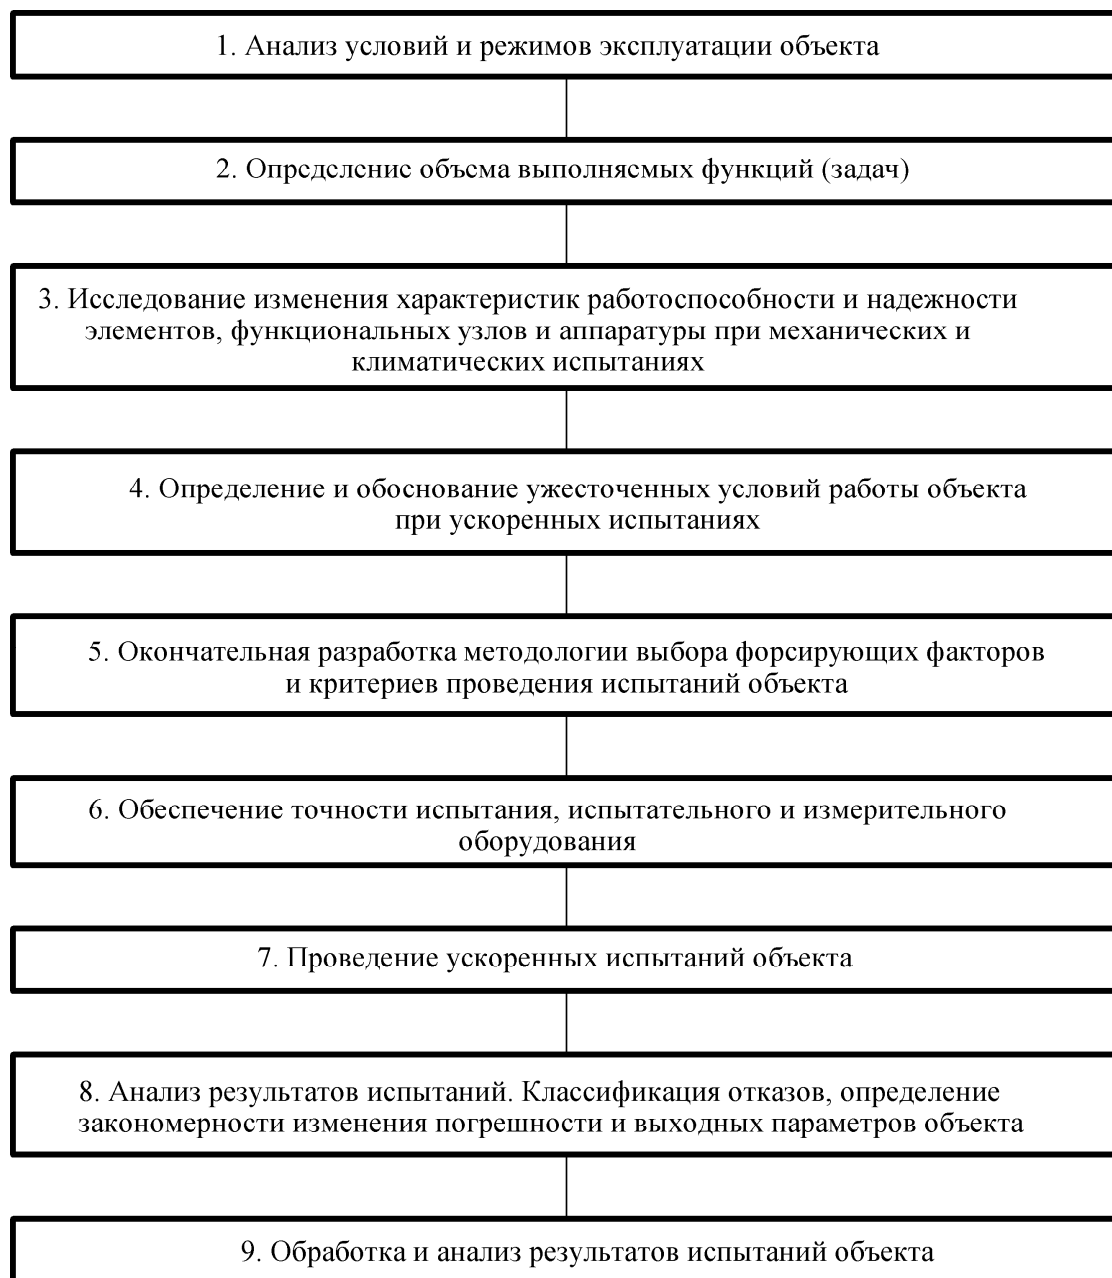 1. Анализ условий и режимов эксплуатации объекта
2. Определение объема выполняемых функций (задач)
3. Исследование изменения характеристик работоспособности и надежности
элементов, функциональных узлов и аппаратуры при механических и
климатических испытаниях
4. Определение и обоснование ужесточенных условий работы объекта
при ускоренных испытаниях
5. Окончательная разработка методологии выбора форсирующих факторов
и критериев проведения испытаний объекта
6. Обеспечение точности испытания, испытательного и измерительного
оборудования
7. Проведение ускоренных испытаний объекта
8. Анализ результатов испытаний. Классификация отказов, определение
закономерности изменения погрешности и выходных параметров объекта
9. Обработка и анализ результатов испытаний объекта